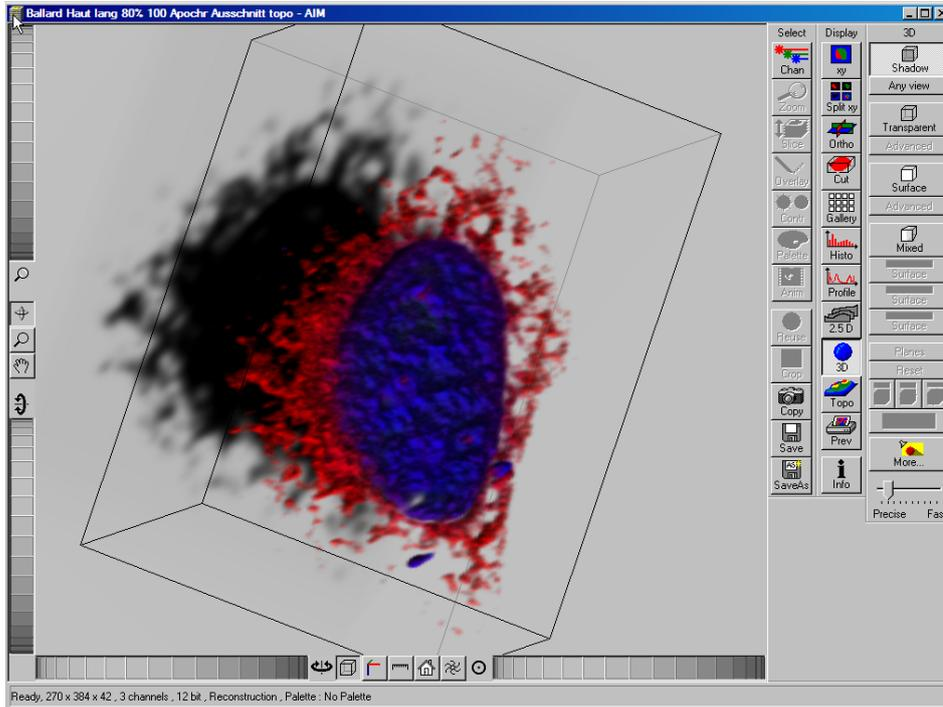 Ballard Haut lang 80% 100 Apochr Ausschnitt topo - AIM
Select
Chan
Zoom
Slice
Overlay
Contr
Palette
Anim
Reuse
Crop
Copy
Save
AS
SaveAs
Display
xy
Split xy
Ortho
Cut
Gallery
Histo
Profile
2.5 D
3D
Topo
Prev
Info
3D
Shadow
Any view
Transparent
Advanced
Surface
Advanced
Mixed
Surface
Surface
Surface
Planes
Reset
More...
Precise Fas
Ready, 270 x 384 x 42 , 3 channels , 12 bit , Reconstruction , Palette : No Palette